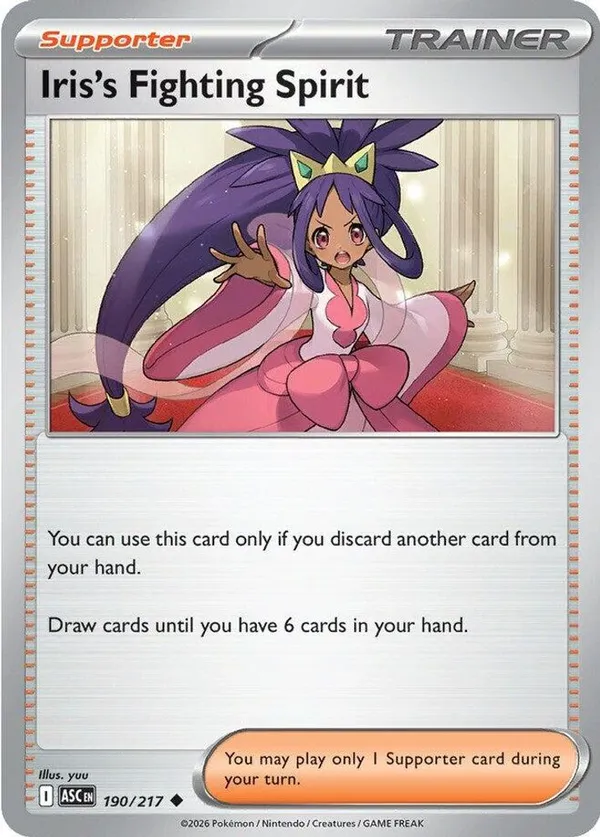 Supporter
TRAINER
Iris's Fighting Spirit
You can use this card only if you discard another card from
your hand.
Draw cards until you have 6 cards in your hand.
You may play only 1 Supporter card during
your turn.
Illus. yuu
I ASC EN 190/217 ◆
©2026 Pokémon / Nintendo / Creatures / GAME FREAK